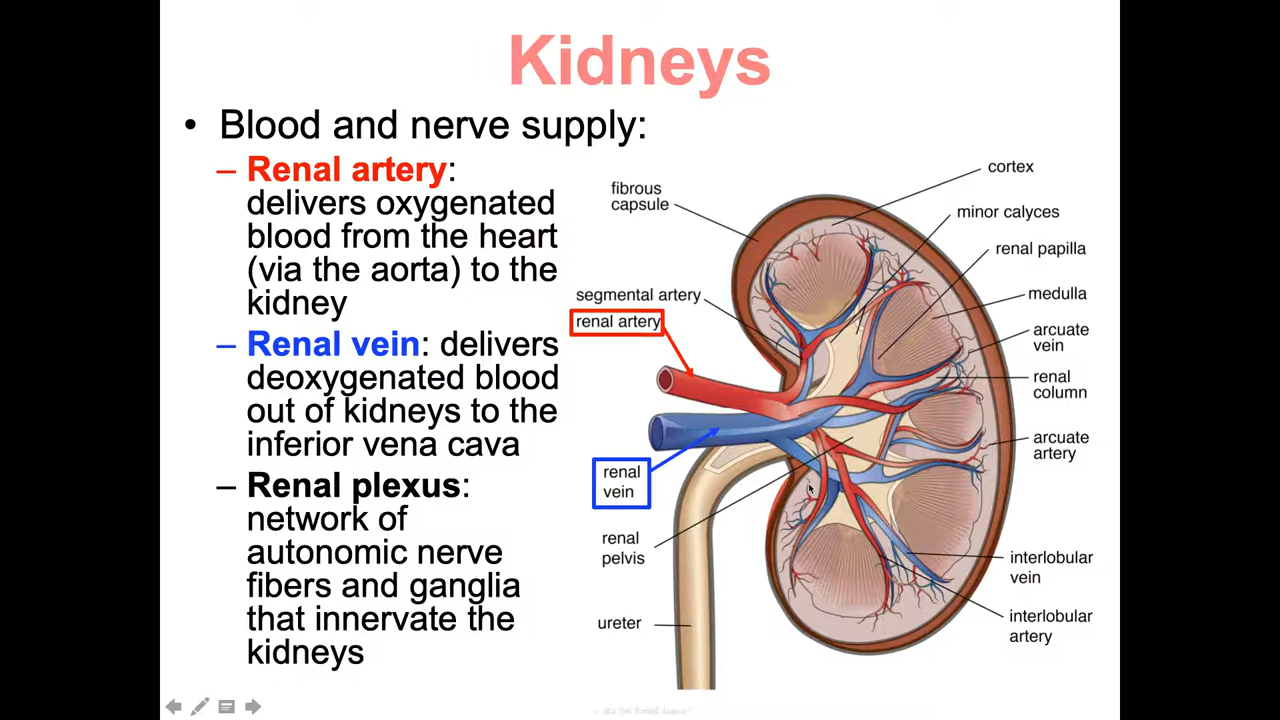 Kidneys
• Blood and nerve supply:
– Renal artery:
delivers oxygenated
blood from the heart
(via the aorta) to the
kidney
– Renal vein: delivers
deoxygenated blood
out of kidneys to the
inferior vena cava
– Renal plexus:
network of
autonomic nerve
fibers and ganglia
that innervate the
kidneys
fibrous
capsule
segmental artery
renal artery
renal
vein
renal
pelvis
ureter
cortex
minor calyces
renal papilla
medulla
arcuate
vein
renal
column
arcuate
artery
interlobular
vein
interlobular
artery